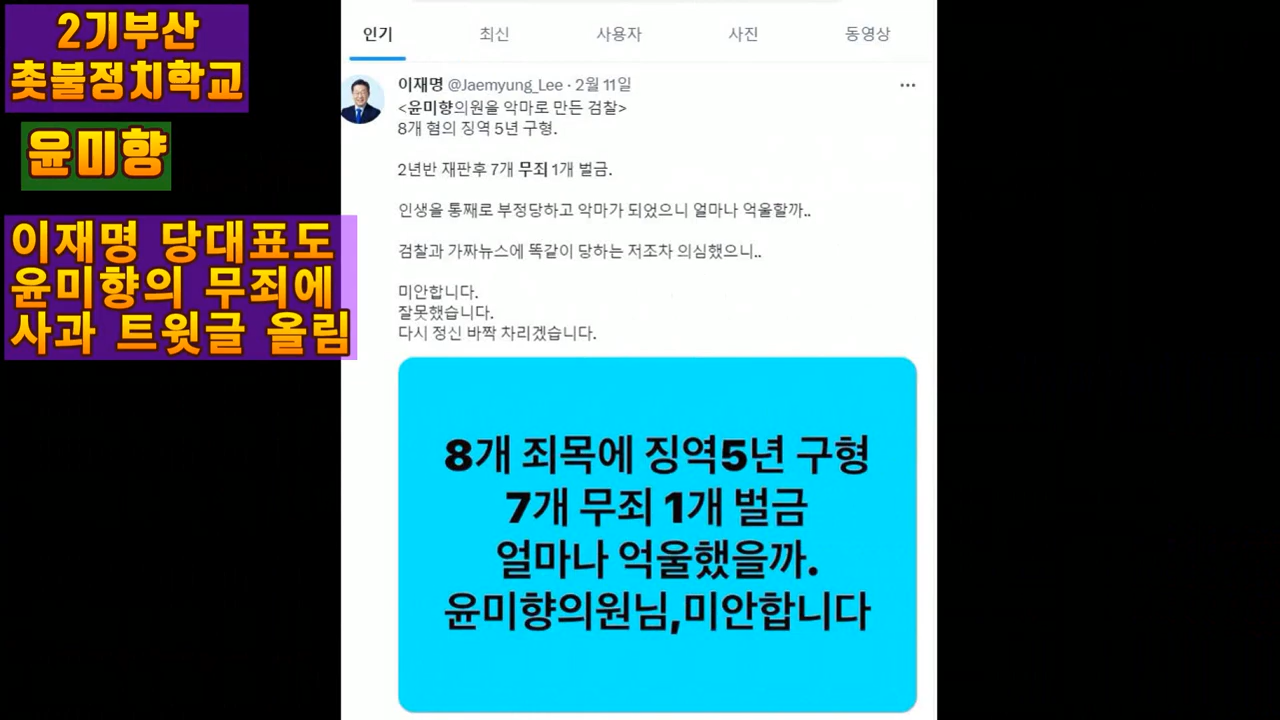 2기부산
촛불정치학교
윤미향
이재명 당대표도
윤미향의 무죄에
사과 트윗글 올림
인기 최신 사용자 사진 동영상
이재명 @Jaemyung_Lee · 2월 11일
<윤미향의원을 악마로 만든 검찰>
8개 혐의 징역 5년 구형.
2년반 재판후 7개 무죄 1개 벌금.
인생을 통째로 부정당하고 악마가 되었으니 얼마나 억울할까..
검찰과 가짜뉴스에 똑같이 당하는 저조차 의심했으니..
미안합니다.
잘못했습니다.
다시 정신 바짝 차리겠습니다.
8개 죄목에 징역5년 구형
7개 무죄 1개 벌금
얼마나 억울했을까.
윤미향의원님,미안합니다